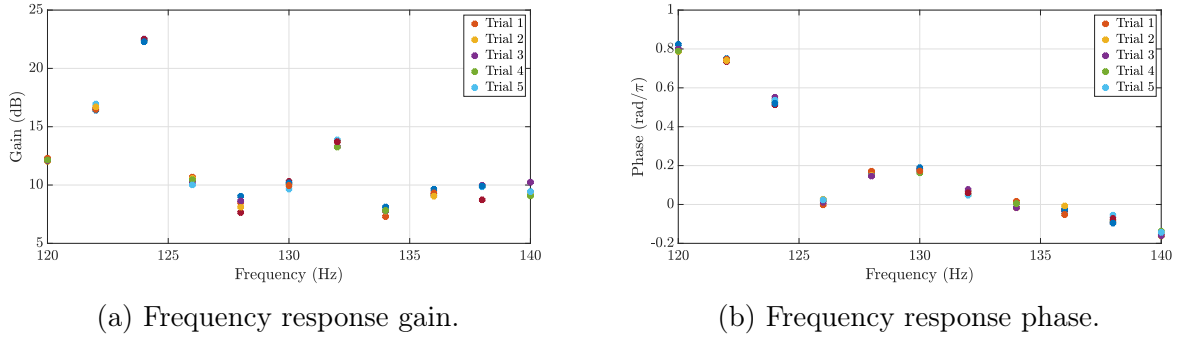 25
20
15
10
5
Gain (dB)
120
125
130
135
140
Frequency (Hz)
Trial 1
Trial 2
Trial 3
Trial 4
Trial 5
(a) Frequency response gain.
1
0.8
0.6
0.4
0.2
0
-0.2
Phase (rad/π)
120
125
130
135
140
Frequency (Hz)
Trial 1
Trial 2
Trial 3
Trial 4
Trial 5
(b) Frequency response phase.